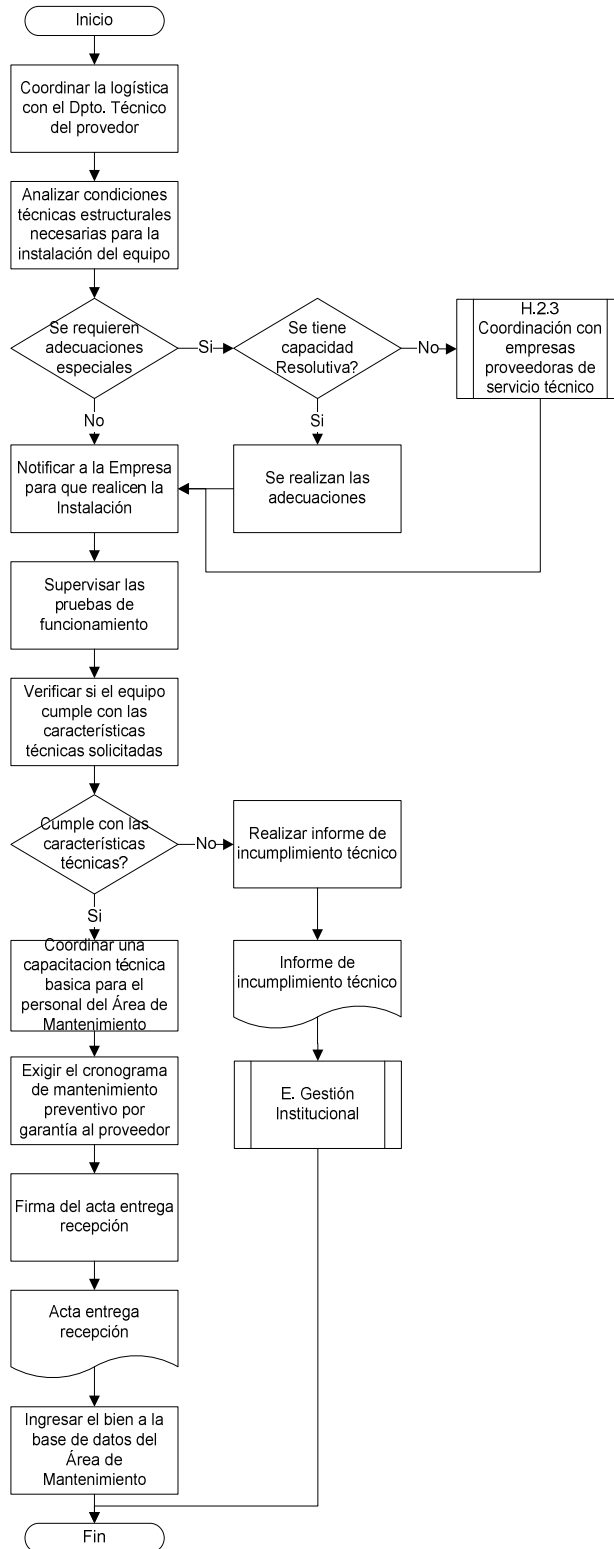 Inicio
Coordinar la logística
con el Dpto. Técnico
del provedor
Analizar condiciones
técnicas estructurales
necesarias para la
instalación del equipo
Se requieren
adecuaciones
especiales
Si
Se tiene
capacidad
Resolutiva?
No
H.2.3
Coordinación con
empresas
proveedoras de
servicio técnico
No
Si
Notificar a la Empresa
para que realicen la
Instalación
Se realizan las
adecuaciones
Supervisar las
pruebas de
funcionamiento
Verificar si el equipo
cumple con las
características
técnicas solicitadas
Cumple con las
características
técnicas?
No
Realizar informe de
incumplimiento técnico
Si
Coordinar una
capacitacion técnica
basica para el
personal del Área de
Mantenimiento
Informe de
incumplimiento técnico
Exigir el cronograma
de mantenimiento
preventivo por
garantía al proveedor
E. Gestión
Institucional
Firma del acta entrega
recepción
Acta entrega
recepción
Ingresar el bien a la
base de datos del
Área de
Mantenimiento
Fin